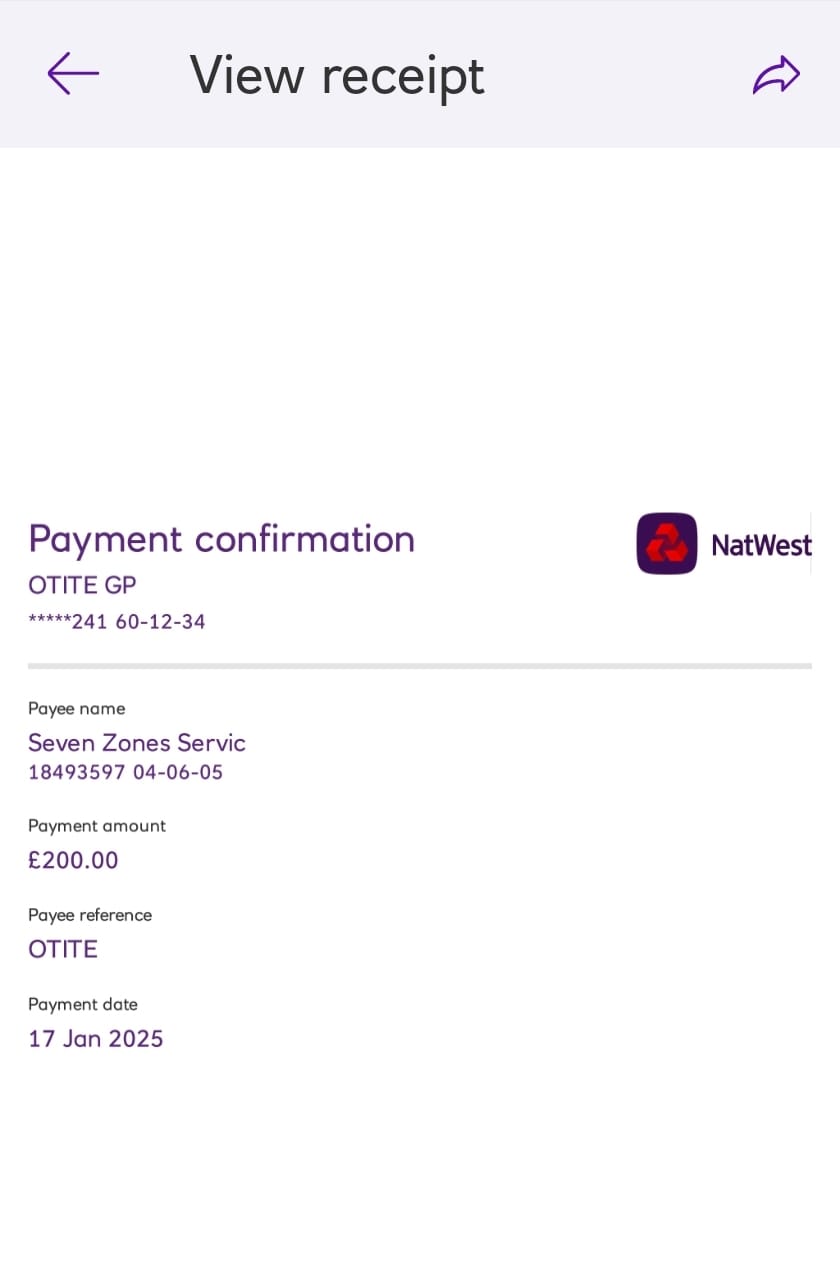 View receipt
Payment confirmation
NatWest
OTITE GP
*****241 60-12-34
Payee name
Seven Zones Servic
18493597 04-06-05
Payment amount
£200.00
Payee reference
OTITE
Payment date
17 Jan 2025